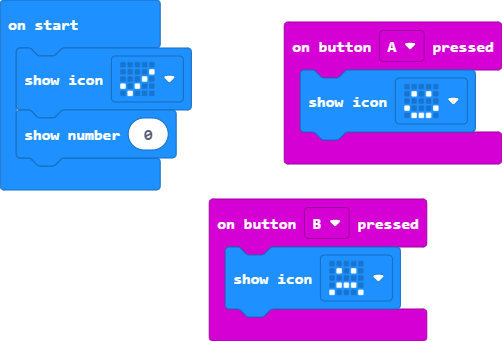 on start
show icon
show number 0
on button A pressed
show icon
on button B pressed
show icon